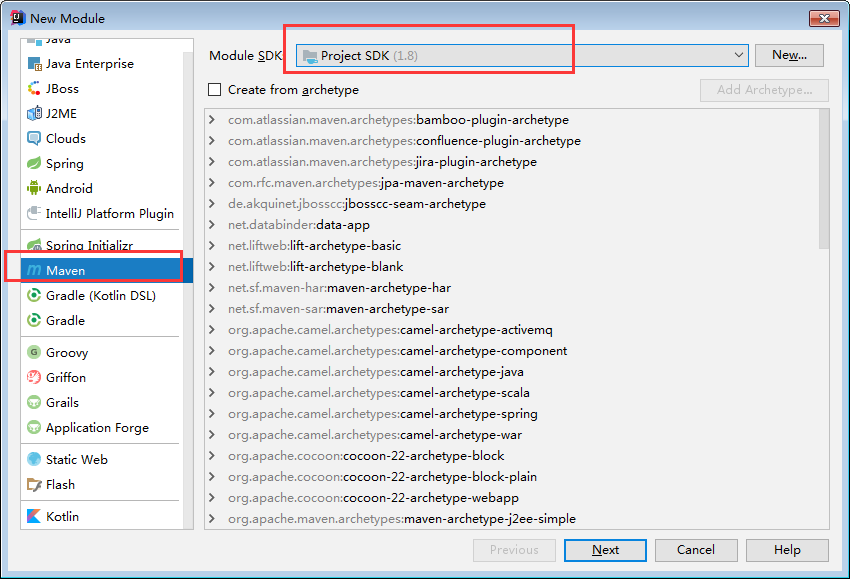 New Module
Java
Java Enterprise
JBoss
J2ME
Clouds
Spring
Android
IntelliJ Platform Plugin
Spring Initializr
Maven
Gradle (Kotlin DSL)
Gradle
Groovy
Griffon
Grails
Application Forge
Static Web
Flash
Kotlin
Module SDK
Project SDK (1.8)
New...
Create from archetype
Add Archetype...
com.atlassian.maven.archetypes:bamboo-plugin-archetype
com.atlassian.maven.archetypes:confluence-plugin-archetype
com.atlassian.maven.archetypes:jira-plugin-archetype
com.rfc.maven.archetypes:jpa-maven-archetype
de.akquinet.jbosscc:jbosscc-seam-archetype
net.databinder:data-app
net.liftweb:lift-archetype-basic
net.liftweb:lift-archetype-blank
net.sf.maven-har:maven-archetype-har
net.sf.maven-sar:maven-archetype-sar
org.apache.camel.archetypes:camel-archetype-activemq
org.apache.camel.archetypes:camel-archetype-component
org.apache.camel.archetypes:camel-archetype-java
org.apache.camel.archetypes:camel-archetype-scala
org.apache.camel.archetypes:camel-archetype-spring
org.apache.camel.archetypes:camel-archetype-war
org.apache.cocoon:cocoon-22-archetype-block
org.apache.cocoon:cocoon-22-archetype-block-plain
org.apache.cocoon:cocoon-22-archetype-webapp
org.apache.maven.archetypes:maven-archetype-j2ee-simple
Previous
Next
Cancel
Help